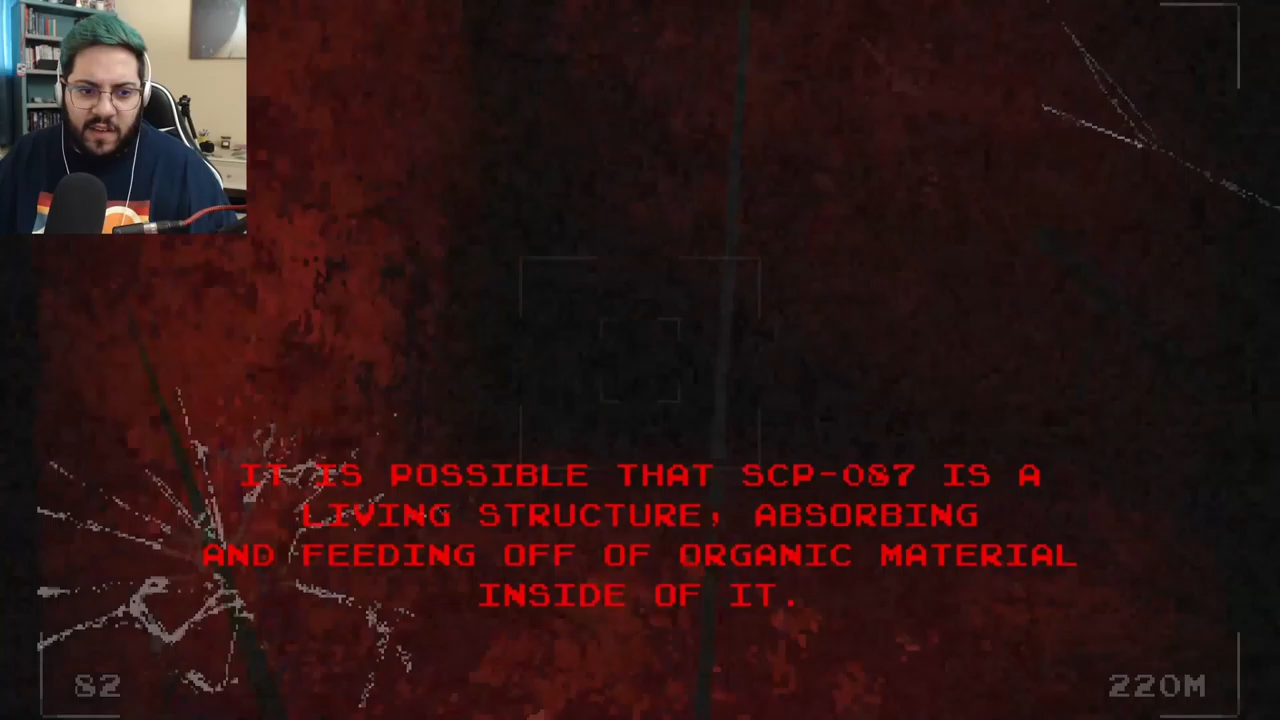 IT IS POSSIBLE THAT SCP-087 IS A
LIVING STRUCTURE, ABSORBING
AND FEEDING OFF OF ORGANIC MATERIAL
INSIDE OF IT.
82
220M